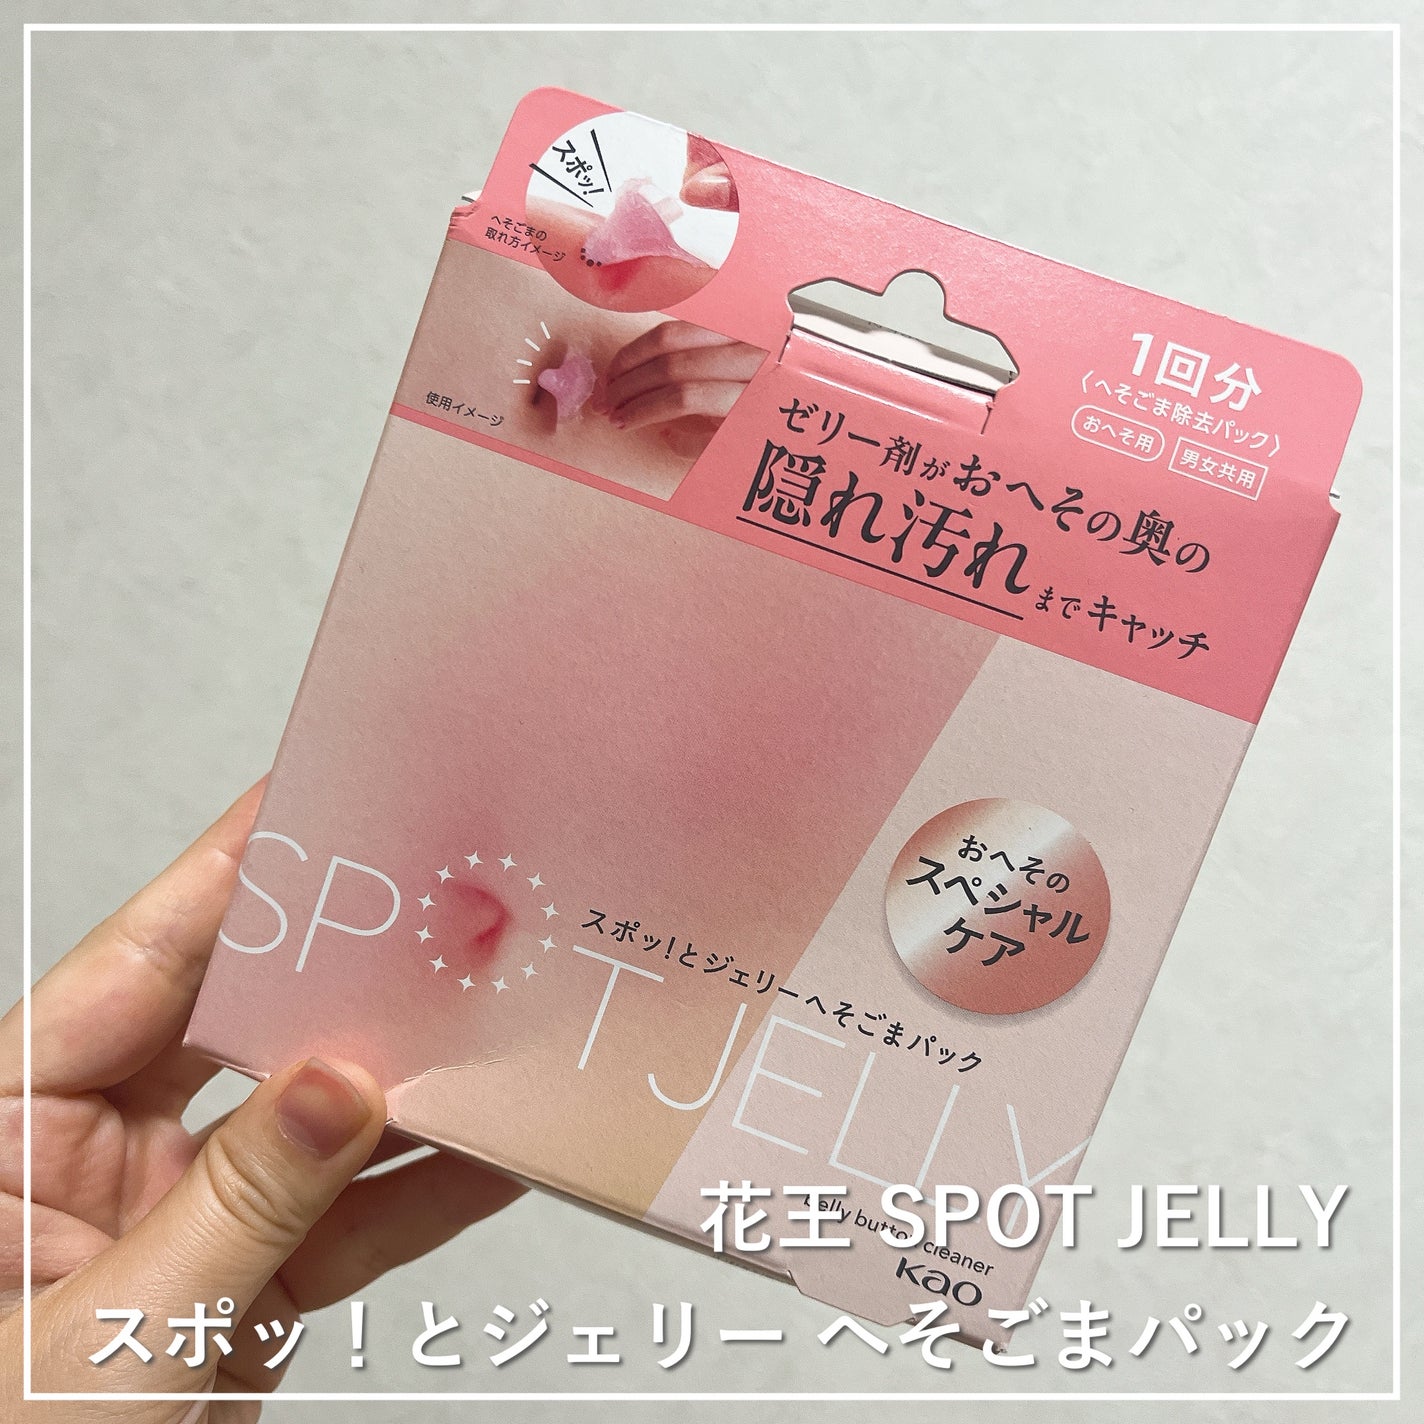 スポッ!
へそごまの
取れ方イメージ
使用イメージ
1回分
〈へそごま除去パック〉
おへそ用
男女共用
ゼリー剤がおへその奥の
隠れ汚れまでキャッチ
おへその
スペシャル
ケア
スポッ!とジェリーへそごまパック
SPOT JELLY
belly button cleaner
Kao
花王 SPOT JELLY
スポッ！とジェリー へそごまパック